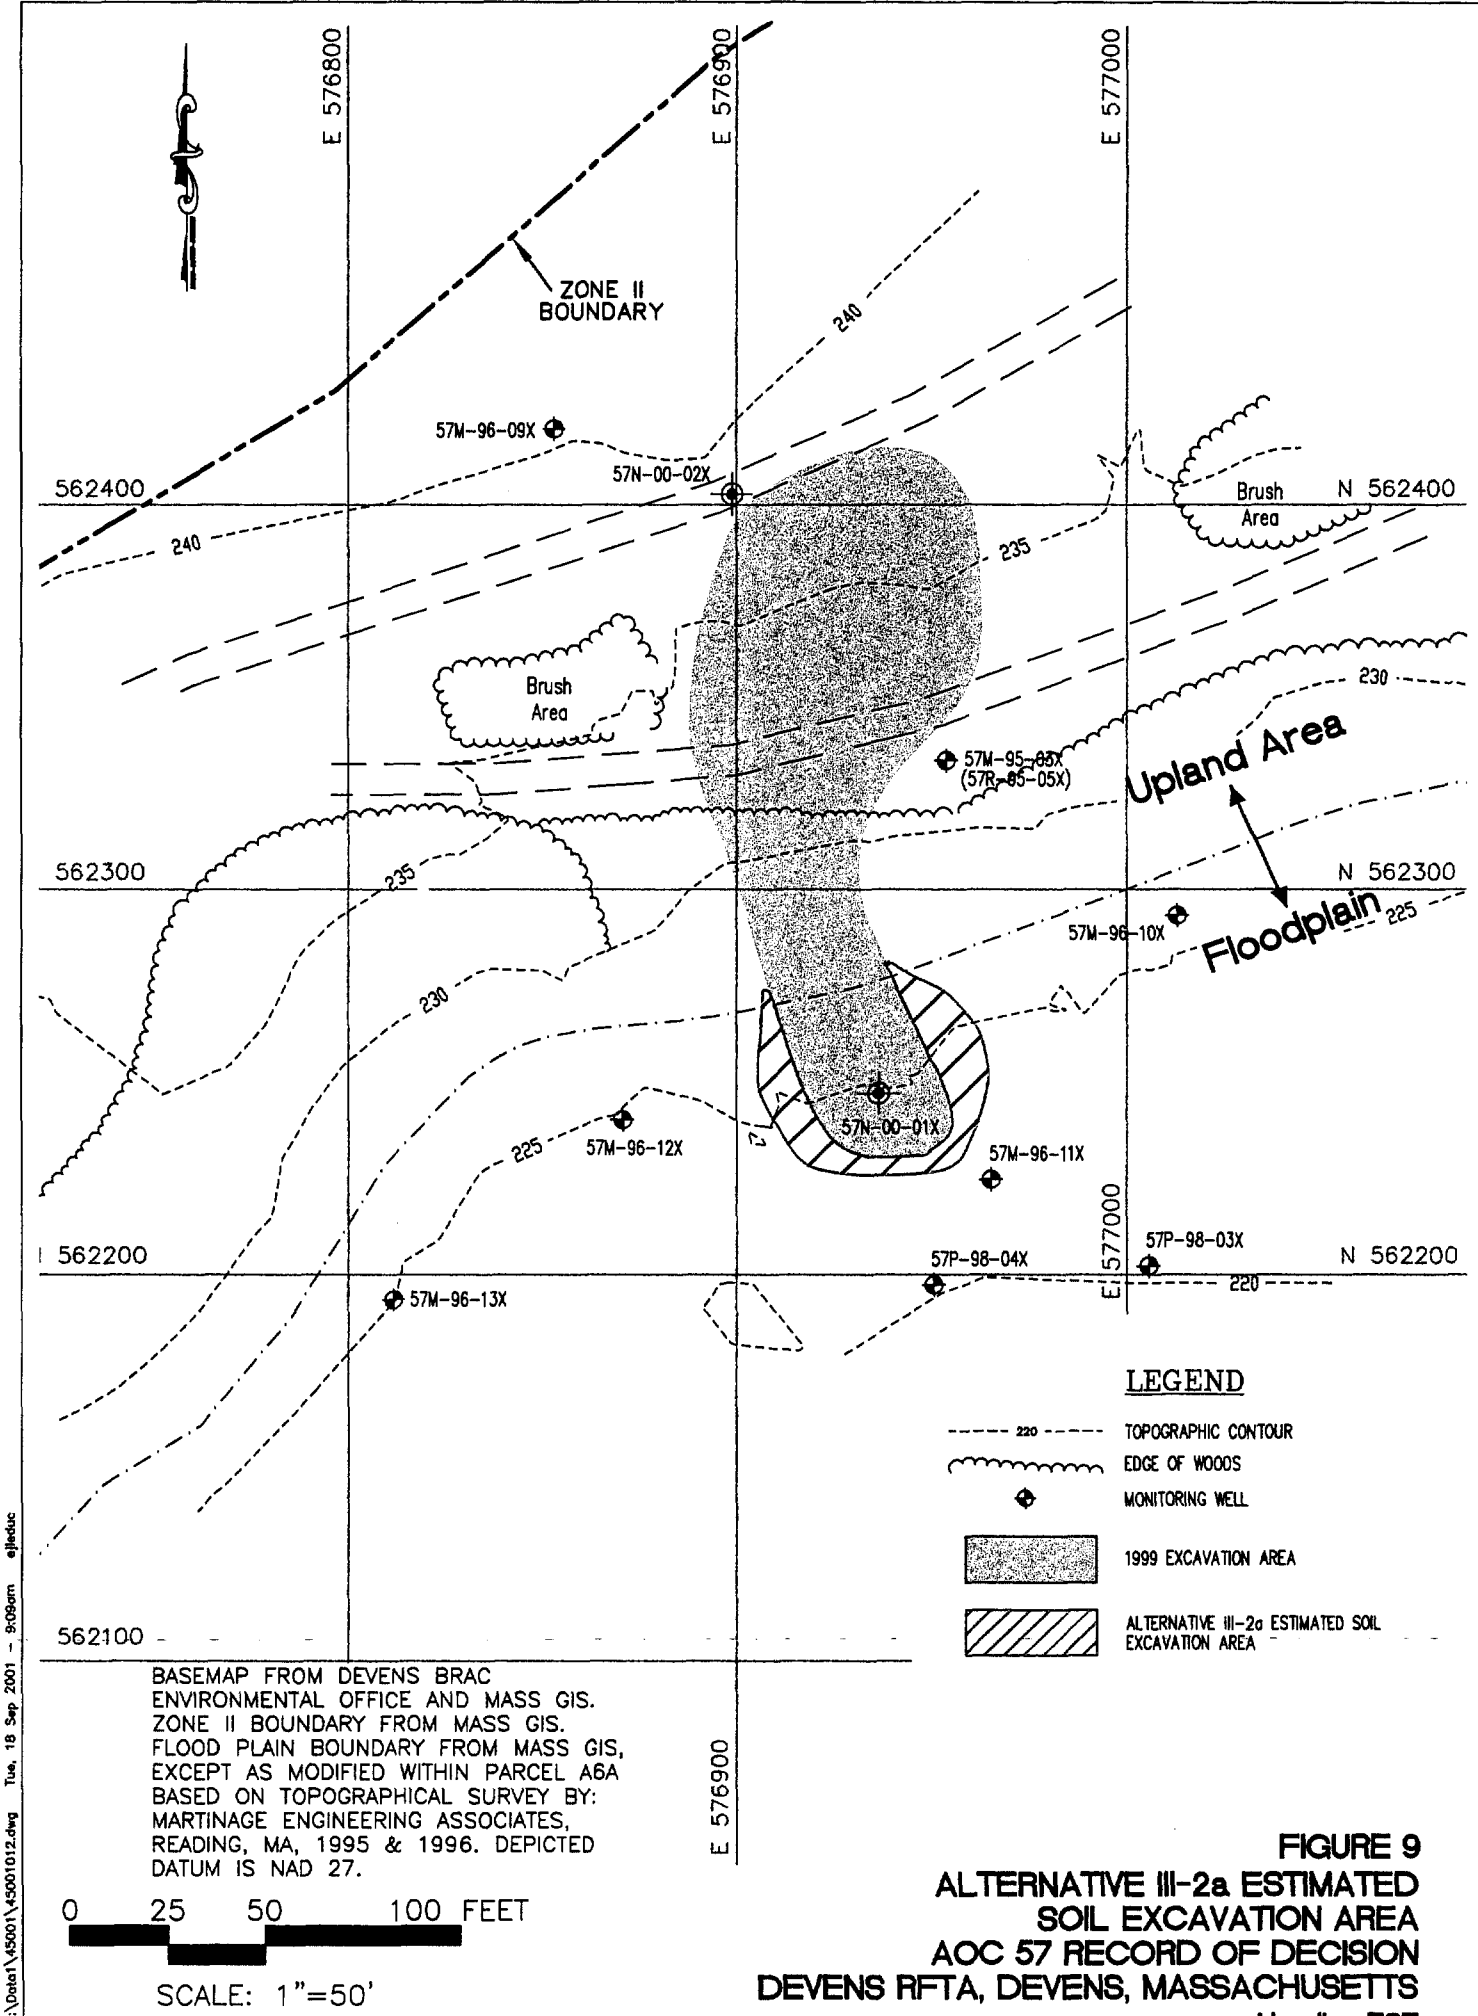 E 576800
E 576900
E 577000
ZONE II
BOUNDARY
240
57M-96-09X
57N-00-02X
562400
Brush
Area
N 562400
240
235
Brush
Area
230
57M-95-03X
(57R-95-05X)
Upland Area
562300
235
N 562300
57M-96-10X
Floodplain
225
230
57N-00-01X
225
57M-96-12X
57M-96-11X
E 577000
562200
57P-98-03X
57P-98-04X
N 562200
220
57M-96-13X
LEGEND
220
TOPOGRAPHIC CONTOUR
EDGE OF WOODS
MONITORING WELL
1999 EXCAVATION AREA
ALTERNATIVE III-2a ESTIMATED SOIL
EXCAVATION AREA
562100
BASEMAP FROM DEVENS BRAC
ENVIRONMENTAL OFFICE AND MASS GIS.
ZONE II BOUNDARY FROM MASS GIS.
FLOOD PLAIN BOUNDARY FROM MASS GIS,
EXCEPT AS MODIFIED WITHIN PARCEL A6A
BASED ON TOPOGRAPHICAL SURVEY BY:
MARTINAGE ENGINEERING ASSOCIATES,
READING, MA, 1995 & 1996. DEPICTED
DATUM IS NAD 27.
E 576900
0 25 50 100 FEET
SCALE: 1"=50'
FIGURE 9
ALTERNATIVE III-2a ESTIMATED
SOIL EXCAVATION AREA
AOC 57 RECORD OF DECISION
DEVENS RFTA, DEVENS, MASSACHUSETTS
:\Data1\45001\45001012.dwg Tue, 18 Sep 2001 - 9:09am ejleduc